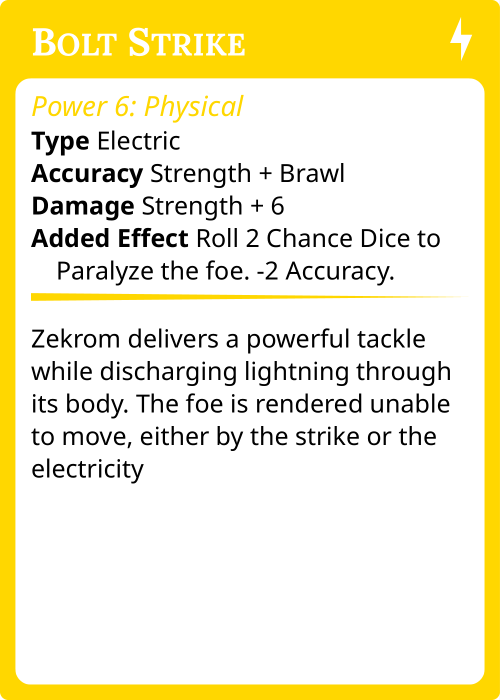 Bolt Strike
Power 6: Physical
Type Electric
Accuracy Strength + Brawl
Damage Strength + 6
Added Effect Roll 2 Chance Dice to
Paralyze the foe. -2 Accuracy.
Zekrom delivers a powerful tackle
while discharging lightning through
its body. The foe is rendered unable
to move, either by the strike or the
electricity